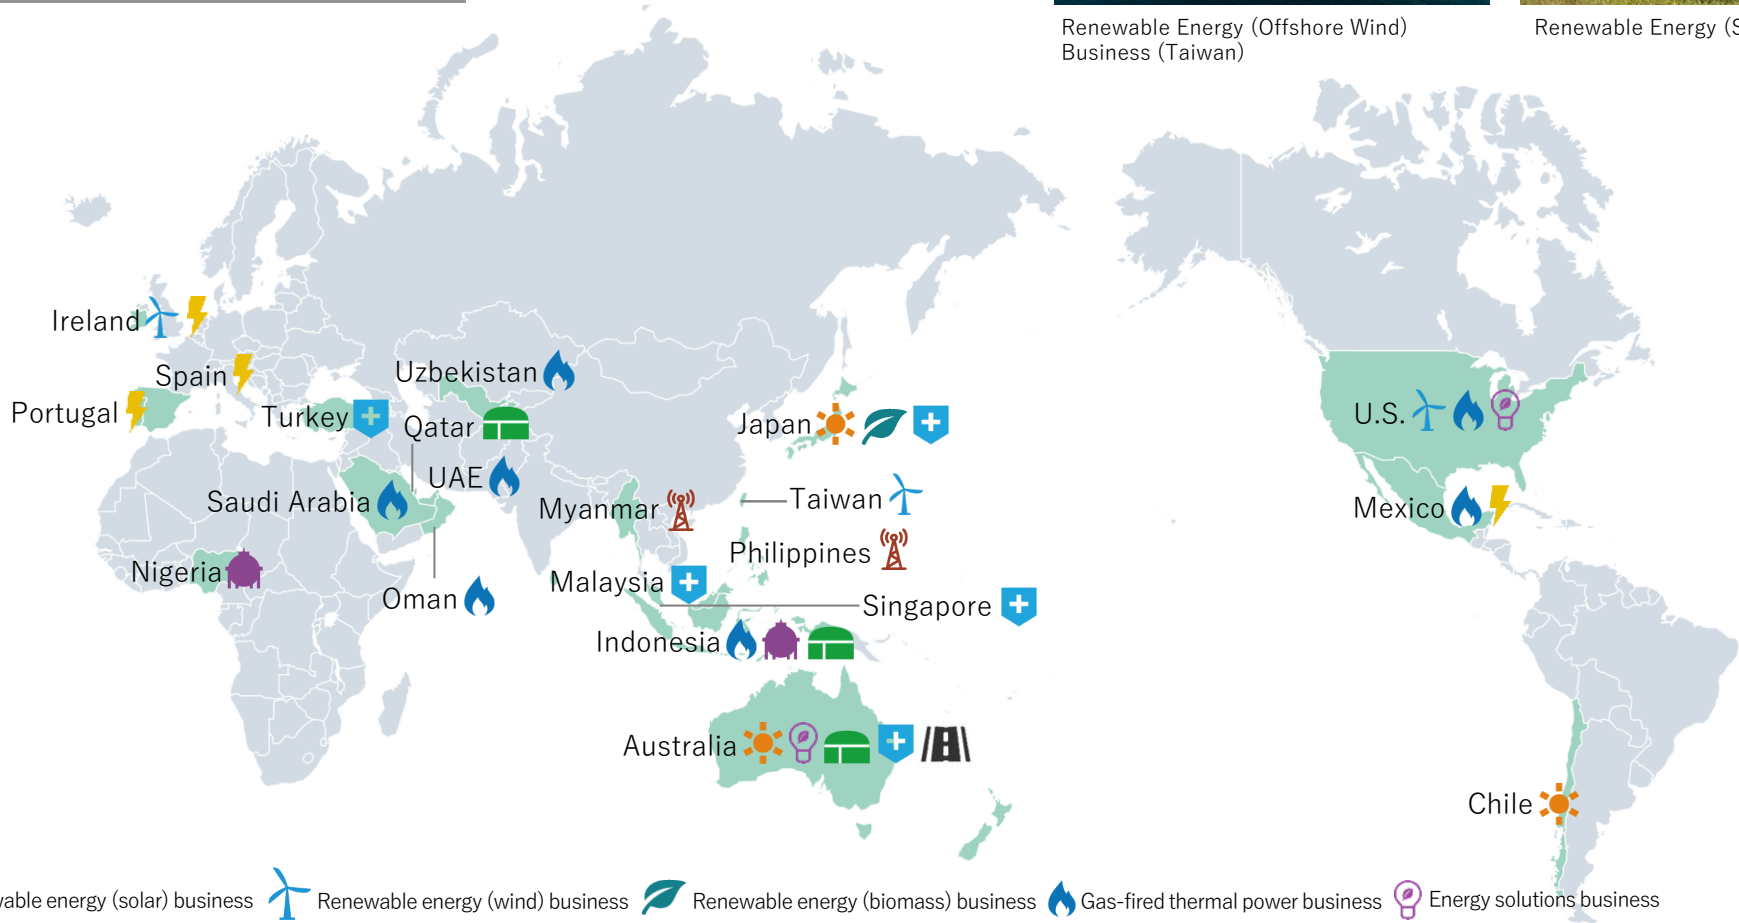 Renewable Energy (Offshore Wind)
Business (Taiwan)
Renewable Energy (
Ireland
Spain
Portugal
Uzbekistan
Turkey
Qatar
UAE
Saudi Arabia
Nigeria
Oman
Myanmar
Japan
Taiwan
Philippines
Malaysia
Singapore
Indonesia
Australia
U.S.
Mexico
Chile
energy (solar) business
Renewable energy (wind) business
Renewable energy (biomass) business
Gas-fired thermal power business
Energy solutions business